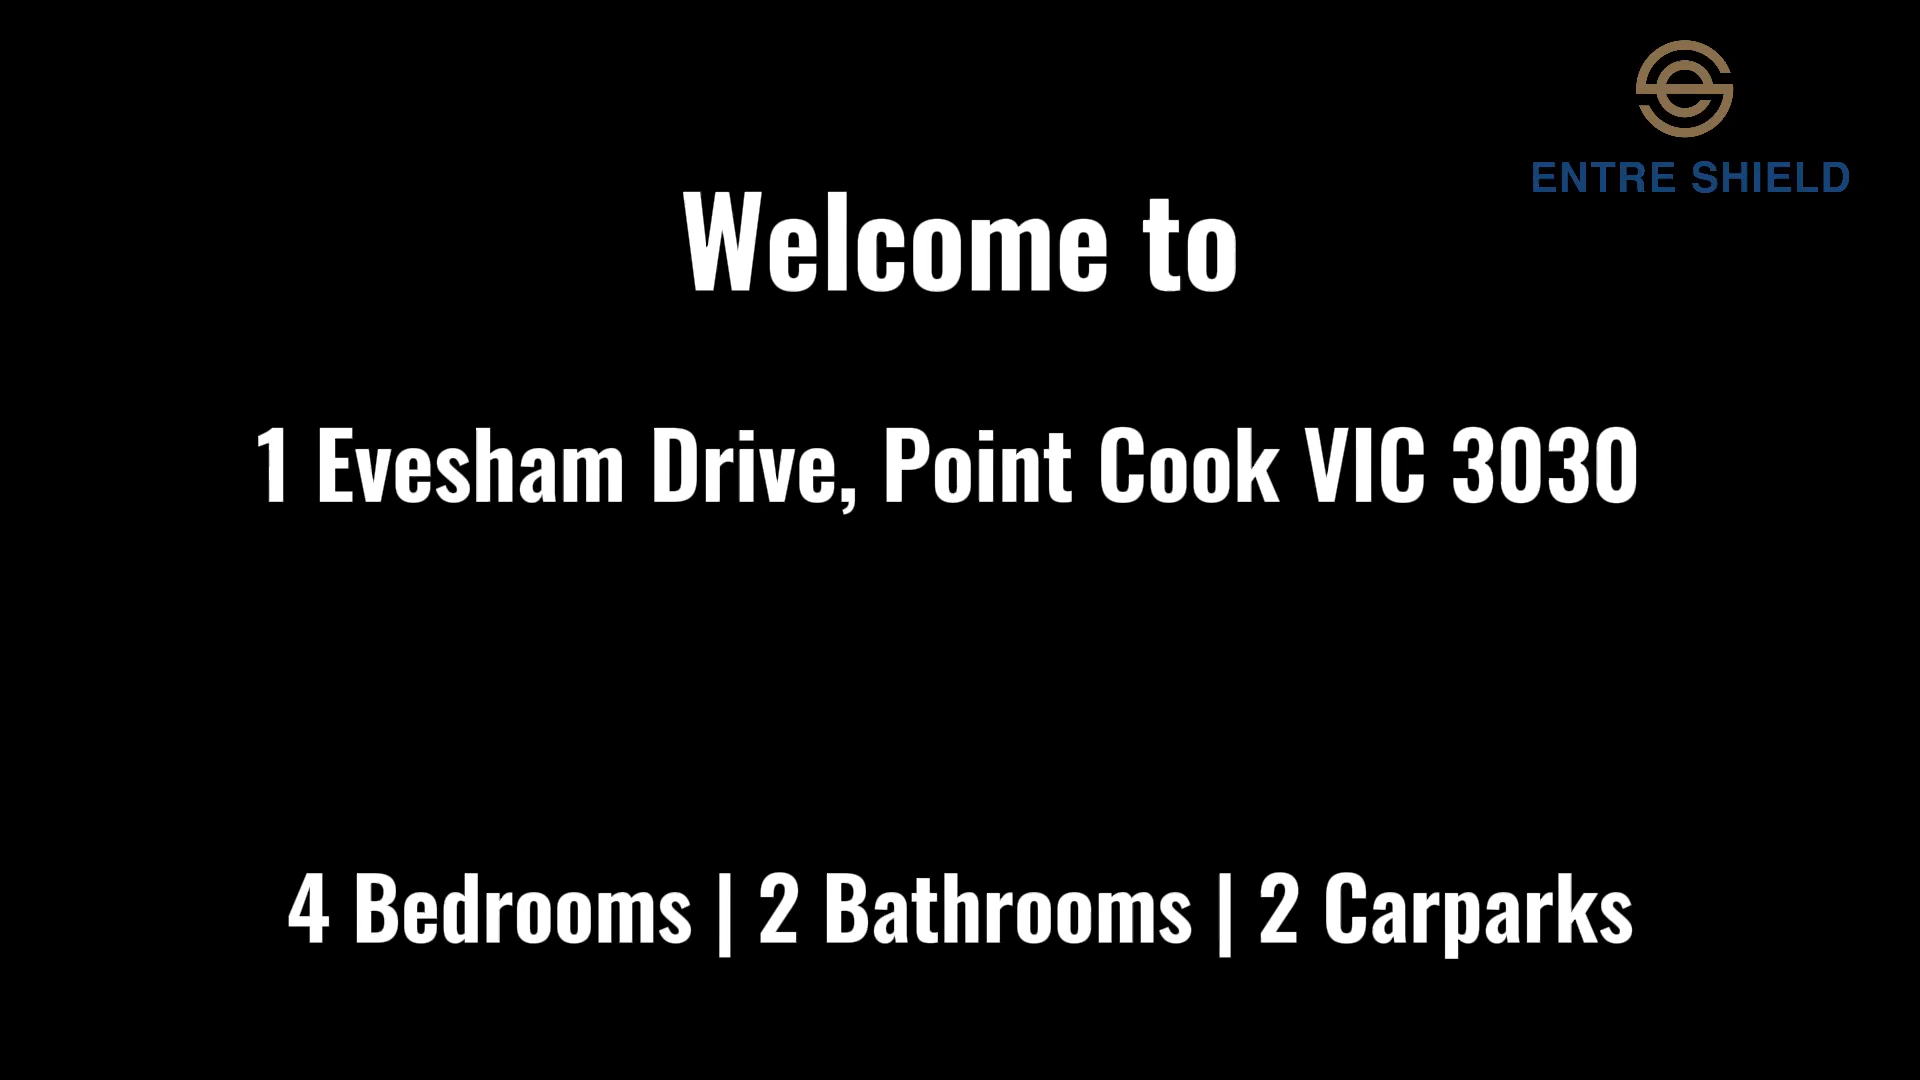 ENTRE SHIELD
Welcome to
1 Evesham Drive, Point Cook VIC 3030
4 Bedrooms | 2 Bathrooms | 2 Carparks